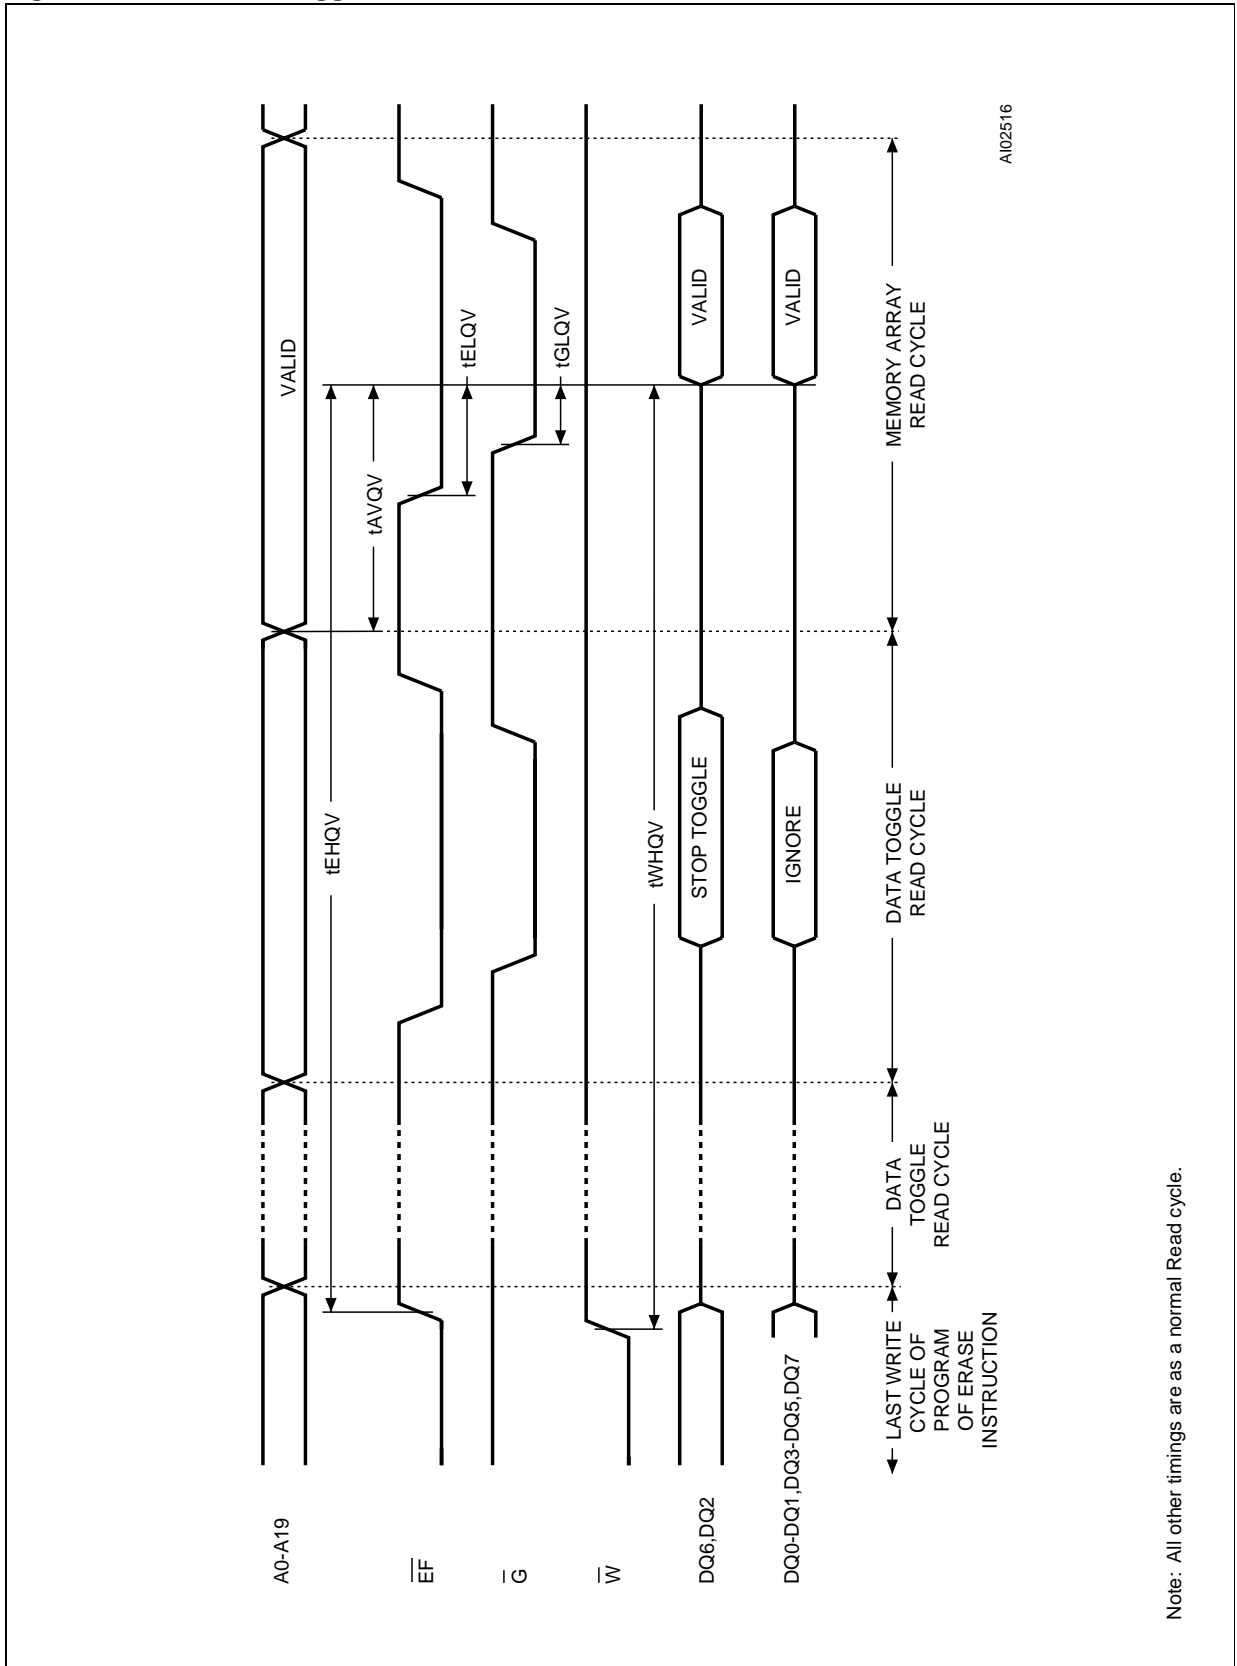 A0-A19
EF
G
W
DQ6,DQ2
DQ0-DQ1,DQ3-DQ5,DQ7
VALID
tEHQV
tAVQV
tELQV
tGLQV
tWHQV
STOP TOGGLE
VALID
IGNORE
VALID
LAST WRITE
CYCLE OF
PROGRAM
OF ERASE
INSTRUCTION
DATA
TOGGLE
READ CYCLE
DATA TOGGLE
READ CYCLE
MEMORY ARRAY
READ CYCLE
AI02516
Note: All other timings are as a normal Read cycle.